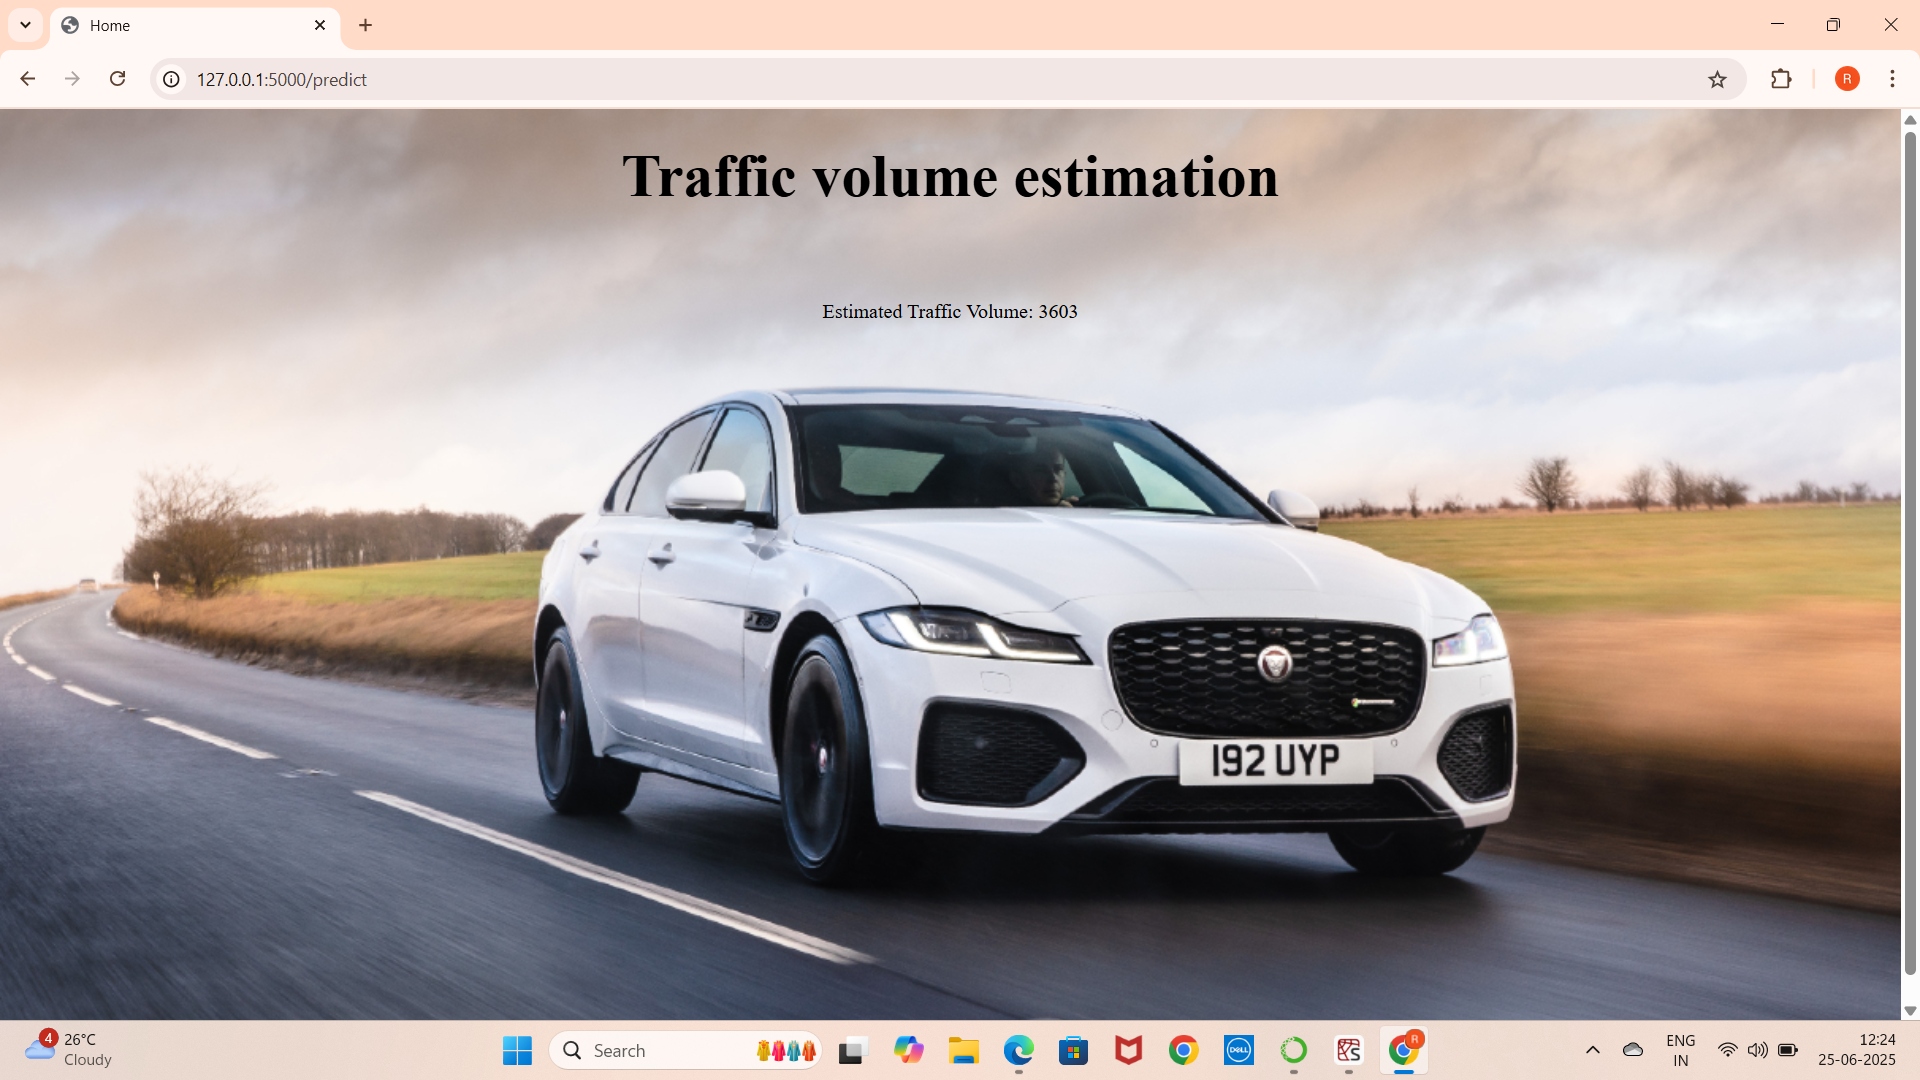 Home
127.0.0.1:5000/predict
R
Traffic volume estimation
Estimated Traffic Volume: 3603
192 UYP
4
26°C
Cloudy
Search
DELL
S
R
ENG
IN
12:24
25-06-2025